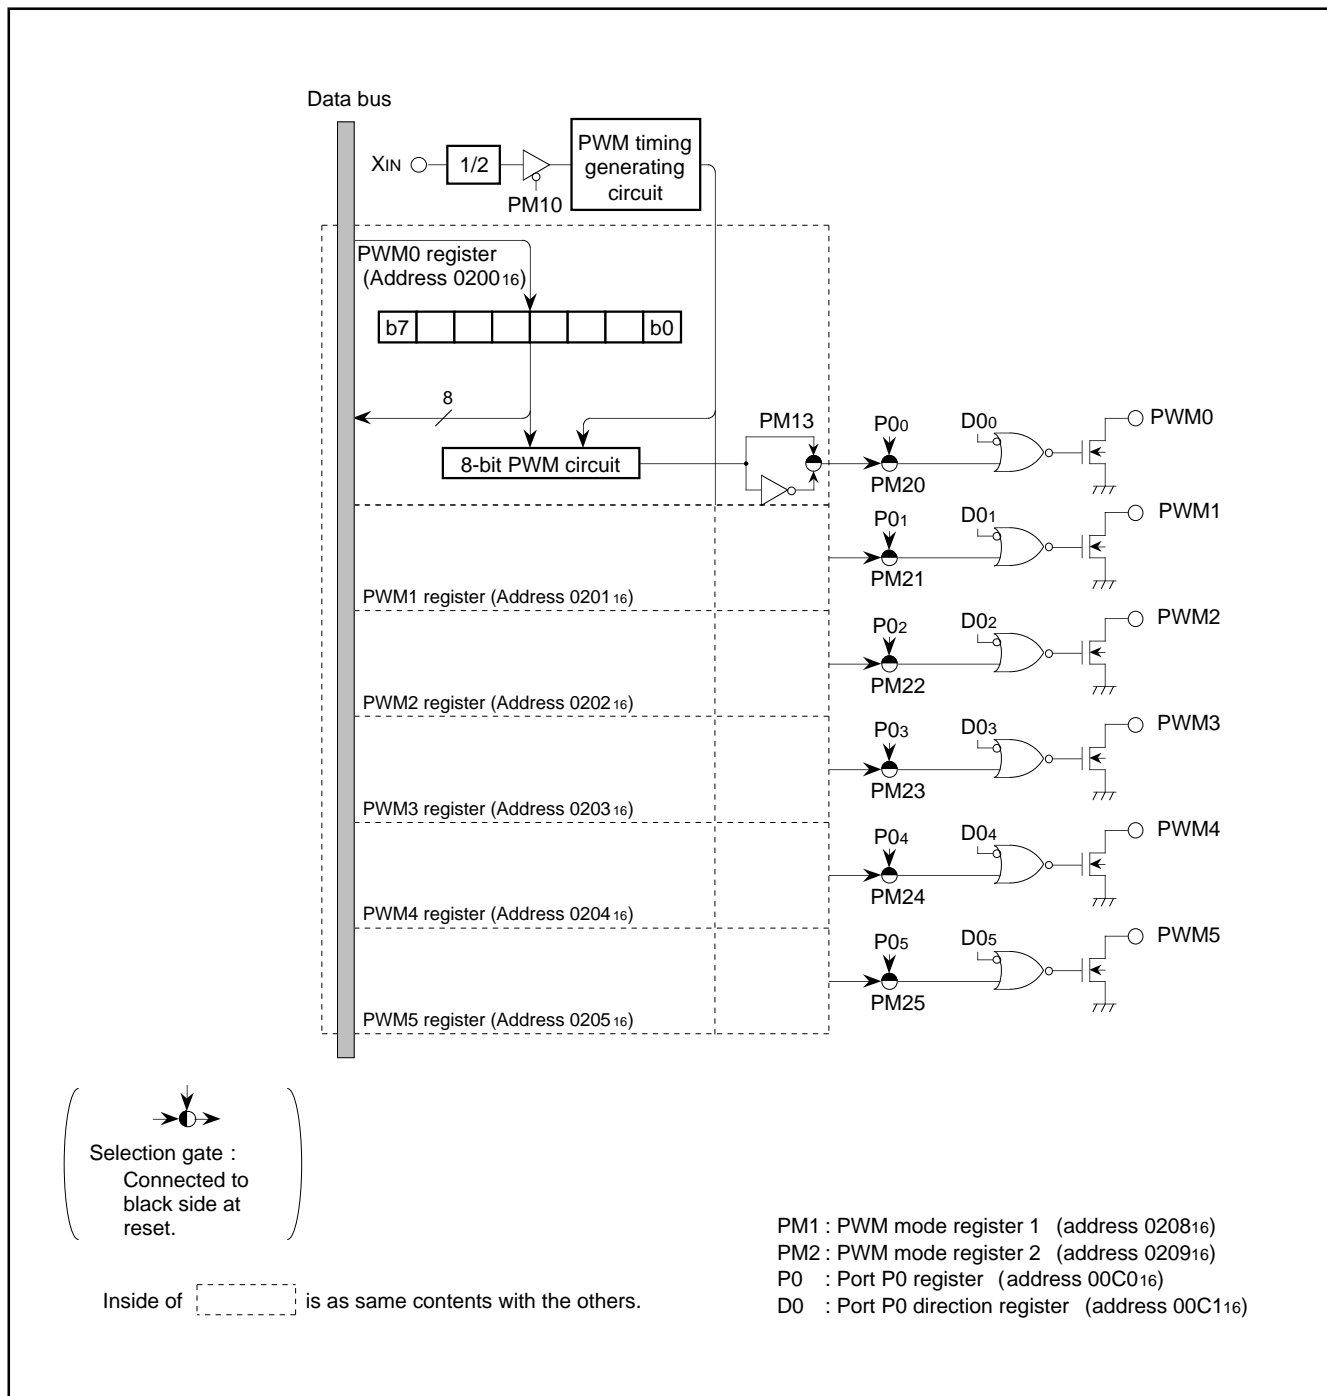 Data bus
XIN
1/2
PM10
PWM timing
generating
circuit
PWM0 register
(Address 020016)
b7
b0
8
8-bit PWM circuit
PM13
P00
PM20
D00
PWM0
P01
PM21
D01
PWM1
PWM1 register (Address 020116)
P02
PM22
D02
PWM2
PWM2 register (Address 020216)
P03
PM23
D03
PWM3
PWM3 register (Address 020316)
P04
PM24
D04
PWM4
PWM4 register (Address 020416)
P05
PM25
D05
PWM5
PWM5 register (Address 020516)
Selection gate :
Connected to
black side at
reset.
Inside of is as same contents with the others.
PM1 : PWM mode register 1 (address 020816)
PM2 : PWM mode register 2 (address 020916)
P0 : Port P0 register (address 00C016)
D0 : Port P0 direction register (address 00C116)